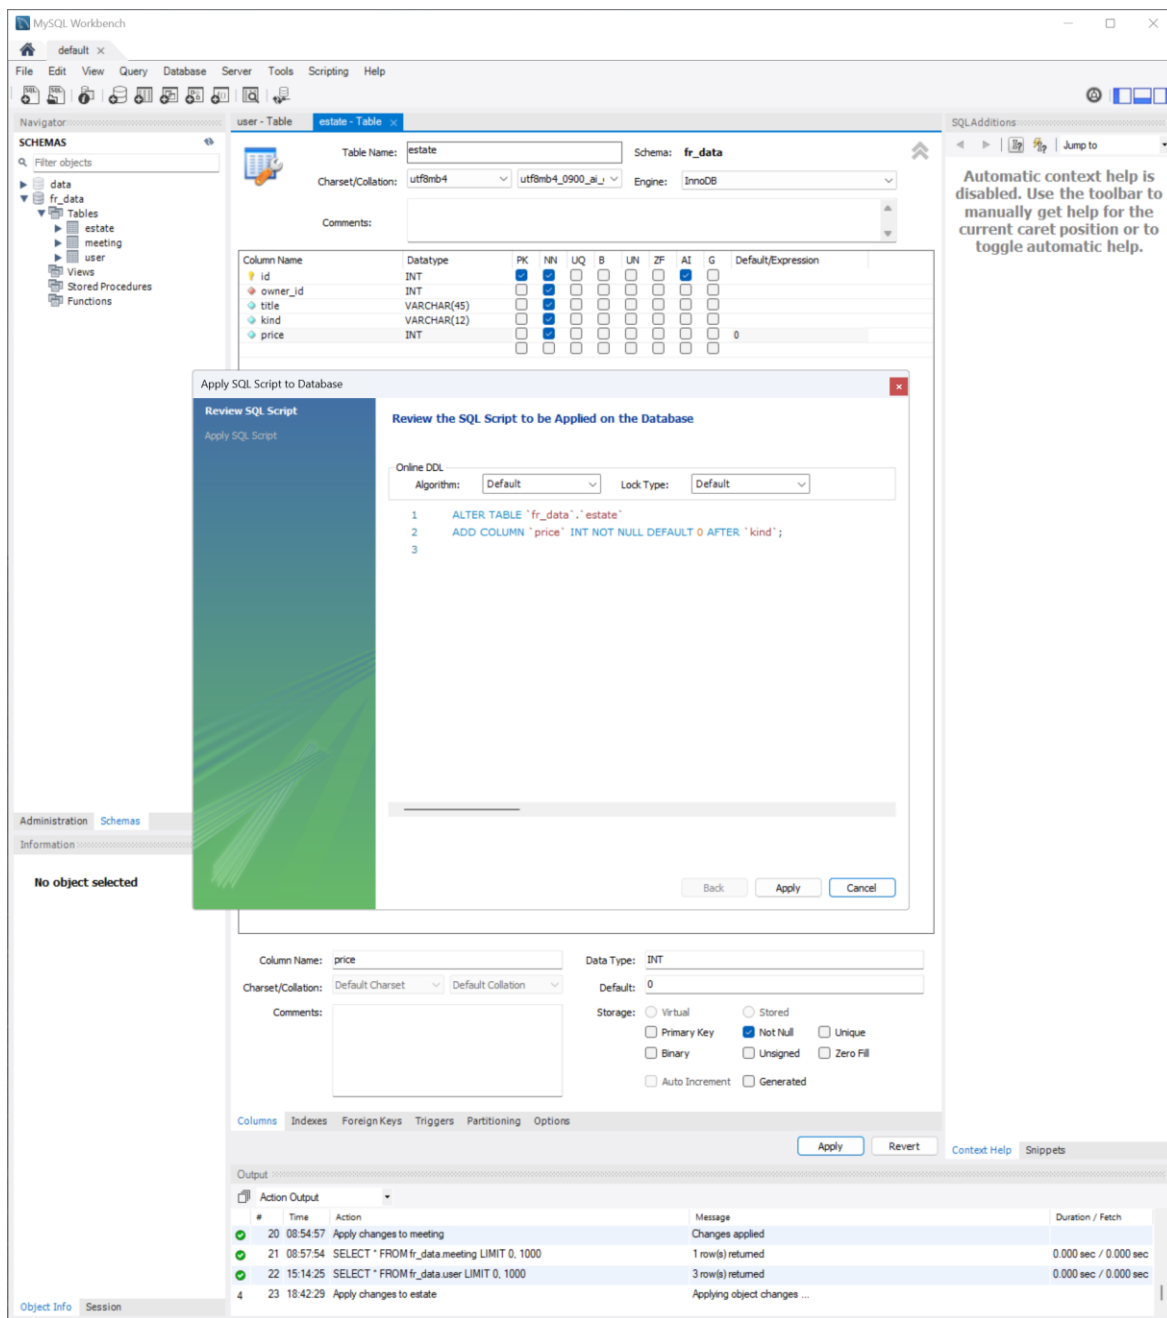 MySQL Workbench
default
File Edit View Query Database Server Tools Scripting Help
Navigator
SCHEMAS
Filter objects
data
fr_data
Tables
estate
meeting
user
Views
Stored Procedures
Functions
Administration Schemas
Information
No object selected
Object Info Session
user - Table estate - Table
Table Name: estate Schema: fr_data
Charset/Collation: utf8mb4 utf8mb4_0900_ai_ Engine: InnoDB
Comments:
Column Name Datatype PK NN UQ B UN ZF AI G Default/Expression
id INT
owner_id INT
title VARCHAR(45)
kind VARCHAR(12)
price INT 0
Apply SQL Script to Database
Review SQL Script
Apply SQL Script
Review the SQL Script to be Applied on the Database
Online DDL
Algorithm: Default Lock Type: Default
1 ALTER TABLE `fr_data`.`estate`
2 ADD COLUMN `price` INT NOT NULL DEFAULT 0 AFTER `kind`;
3
Back Apply Cancel
Column Name: price Data Type: INT
Charset/Collation: Default Charset Default Collation Default: 0
Comments: Storage: Virtual Stored
Primary Key Not Null Unique
Binary Unsigned Zero Fill
Auto Increment Generated
Columns Indexes Foreign Keys Triggers Partitioning Options
Apply Revert
Output
Action Output
# Time Action Message Duration / Fetch
20 08:54:57 Apply changes to meeting Changes applied
21 08:57:54 SELECT * FROM fr_data.meeting LIMIT 0, 1000 1 row(s) returned 0.000 sec / 0.000 sec
22 15:14:25 SELECT * FROM fr_data.user LIMIT 0, 1000 3 row(s) returned 0.000 sec / 0.000 sec
4 23 18:42:29 Apply changes to estate Applying object changes ...
SQLAdditions
Jump to
Automatic context help is
disabled. Use the toolbar to
manually get help for the
current caret position or to
toggle automatic help.
Context Help Snippets